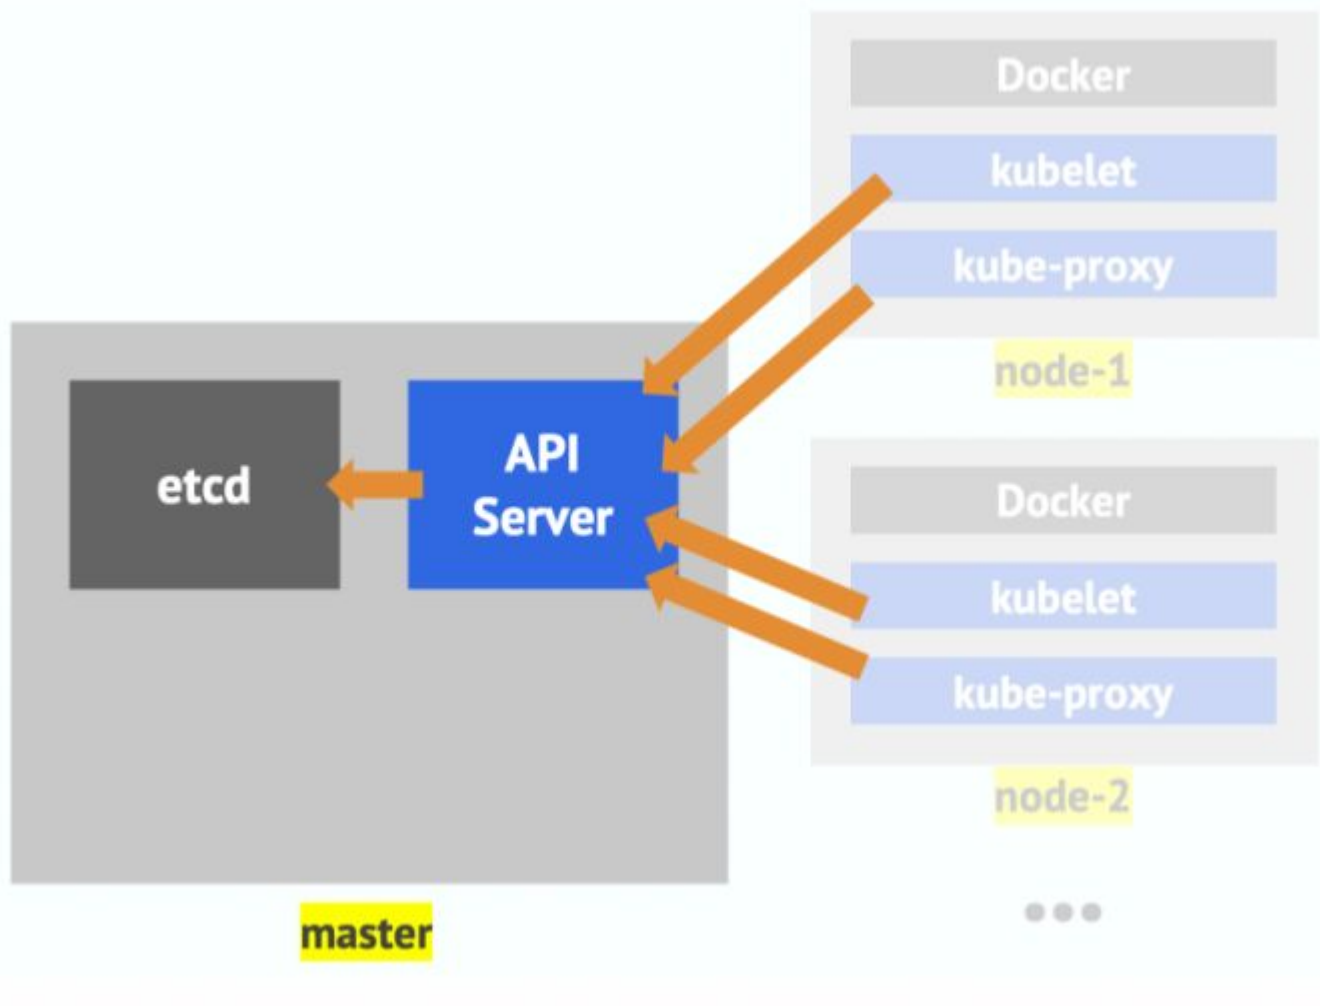 Docker
kubelet
kube-proxy
node-1
etcd
API
Server
Docker
kubelet
kube-proxy
node-2
master